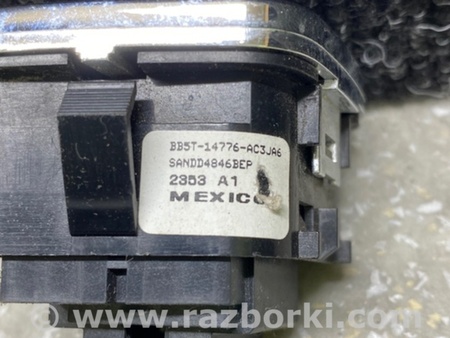 BB5T-14776-AC3JA6
SANDD4846BEP
2353 A1
MEXICO
www.razborki.com